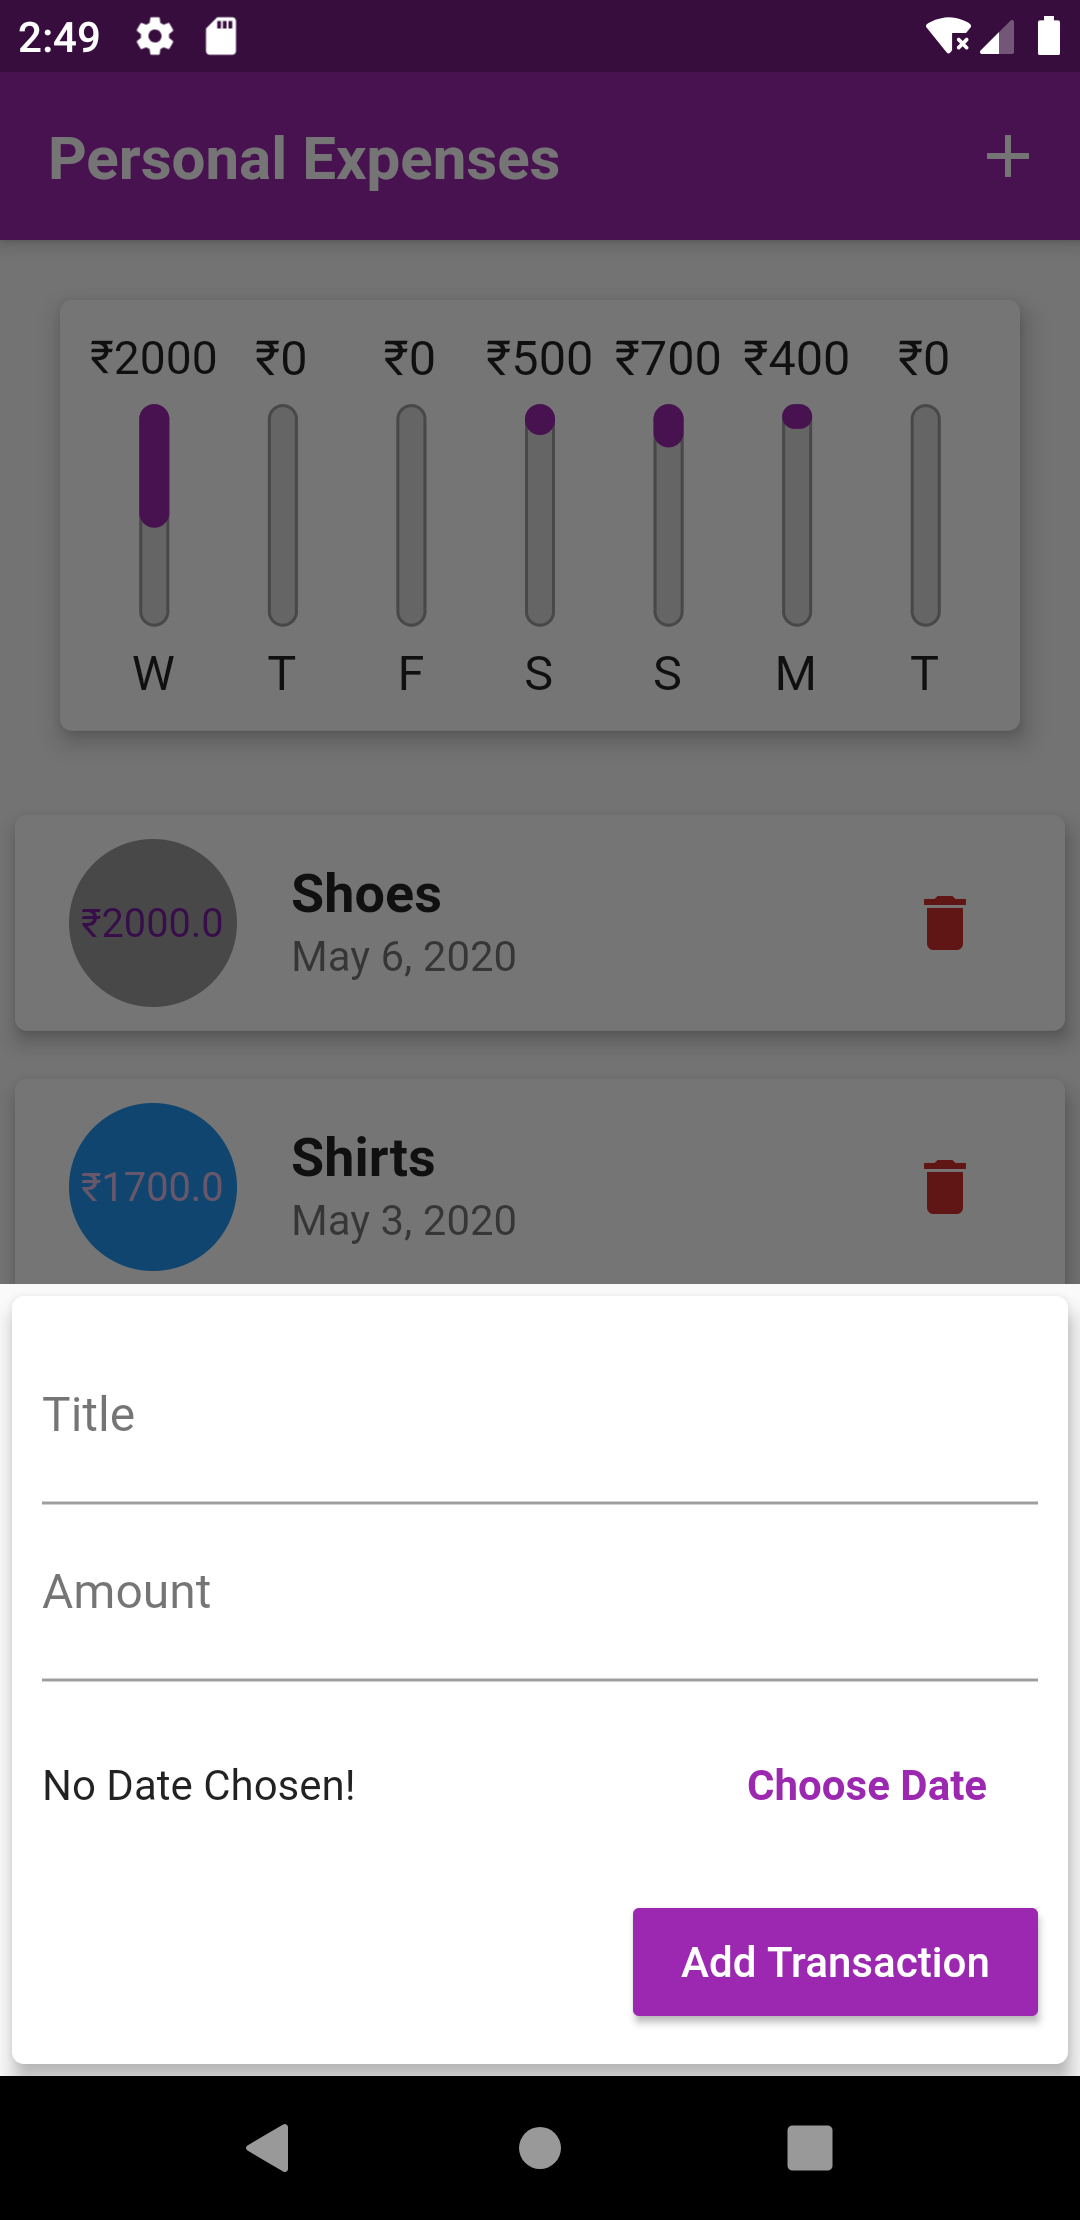 2:49
Personal Expenses
₹2000 ₹0 ₹0 ₹500 ₹700 ₹400 ₹0
W T F S S M T
₹2000.0
Shoes
May 6, 2020
₹1700.0
Shirts
May 3, 2020
Title
Amount
No Date Chosen! Choose Date
Add Transaction